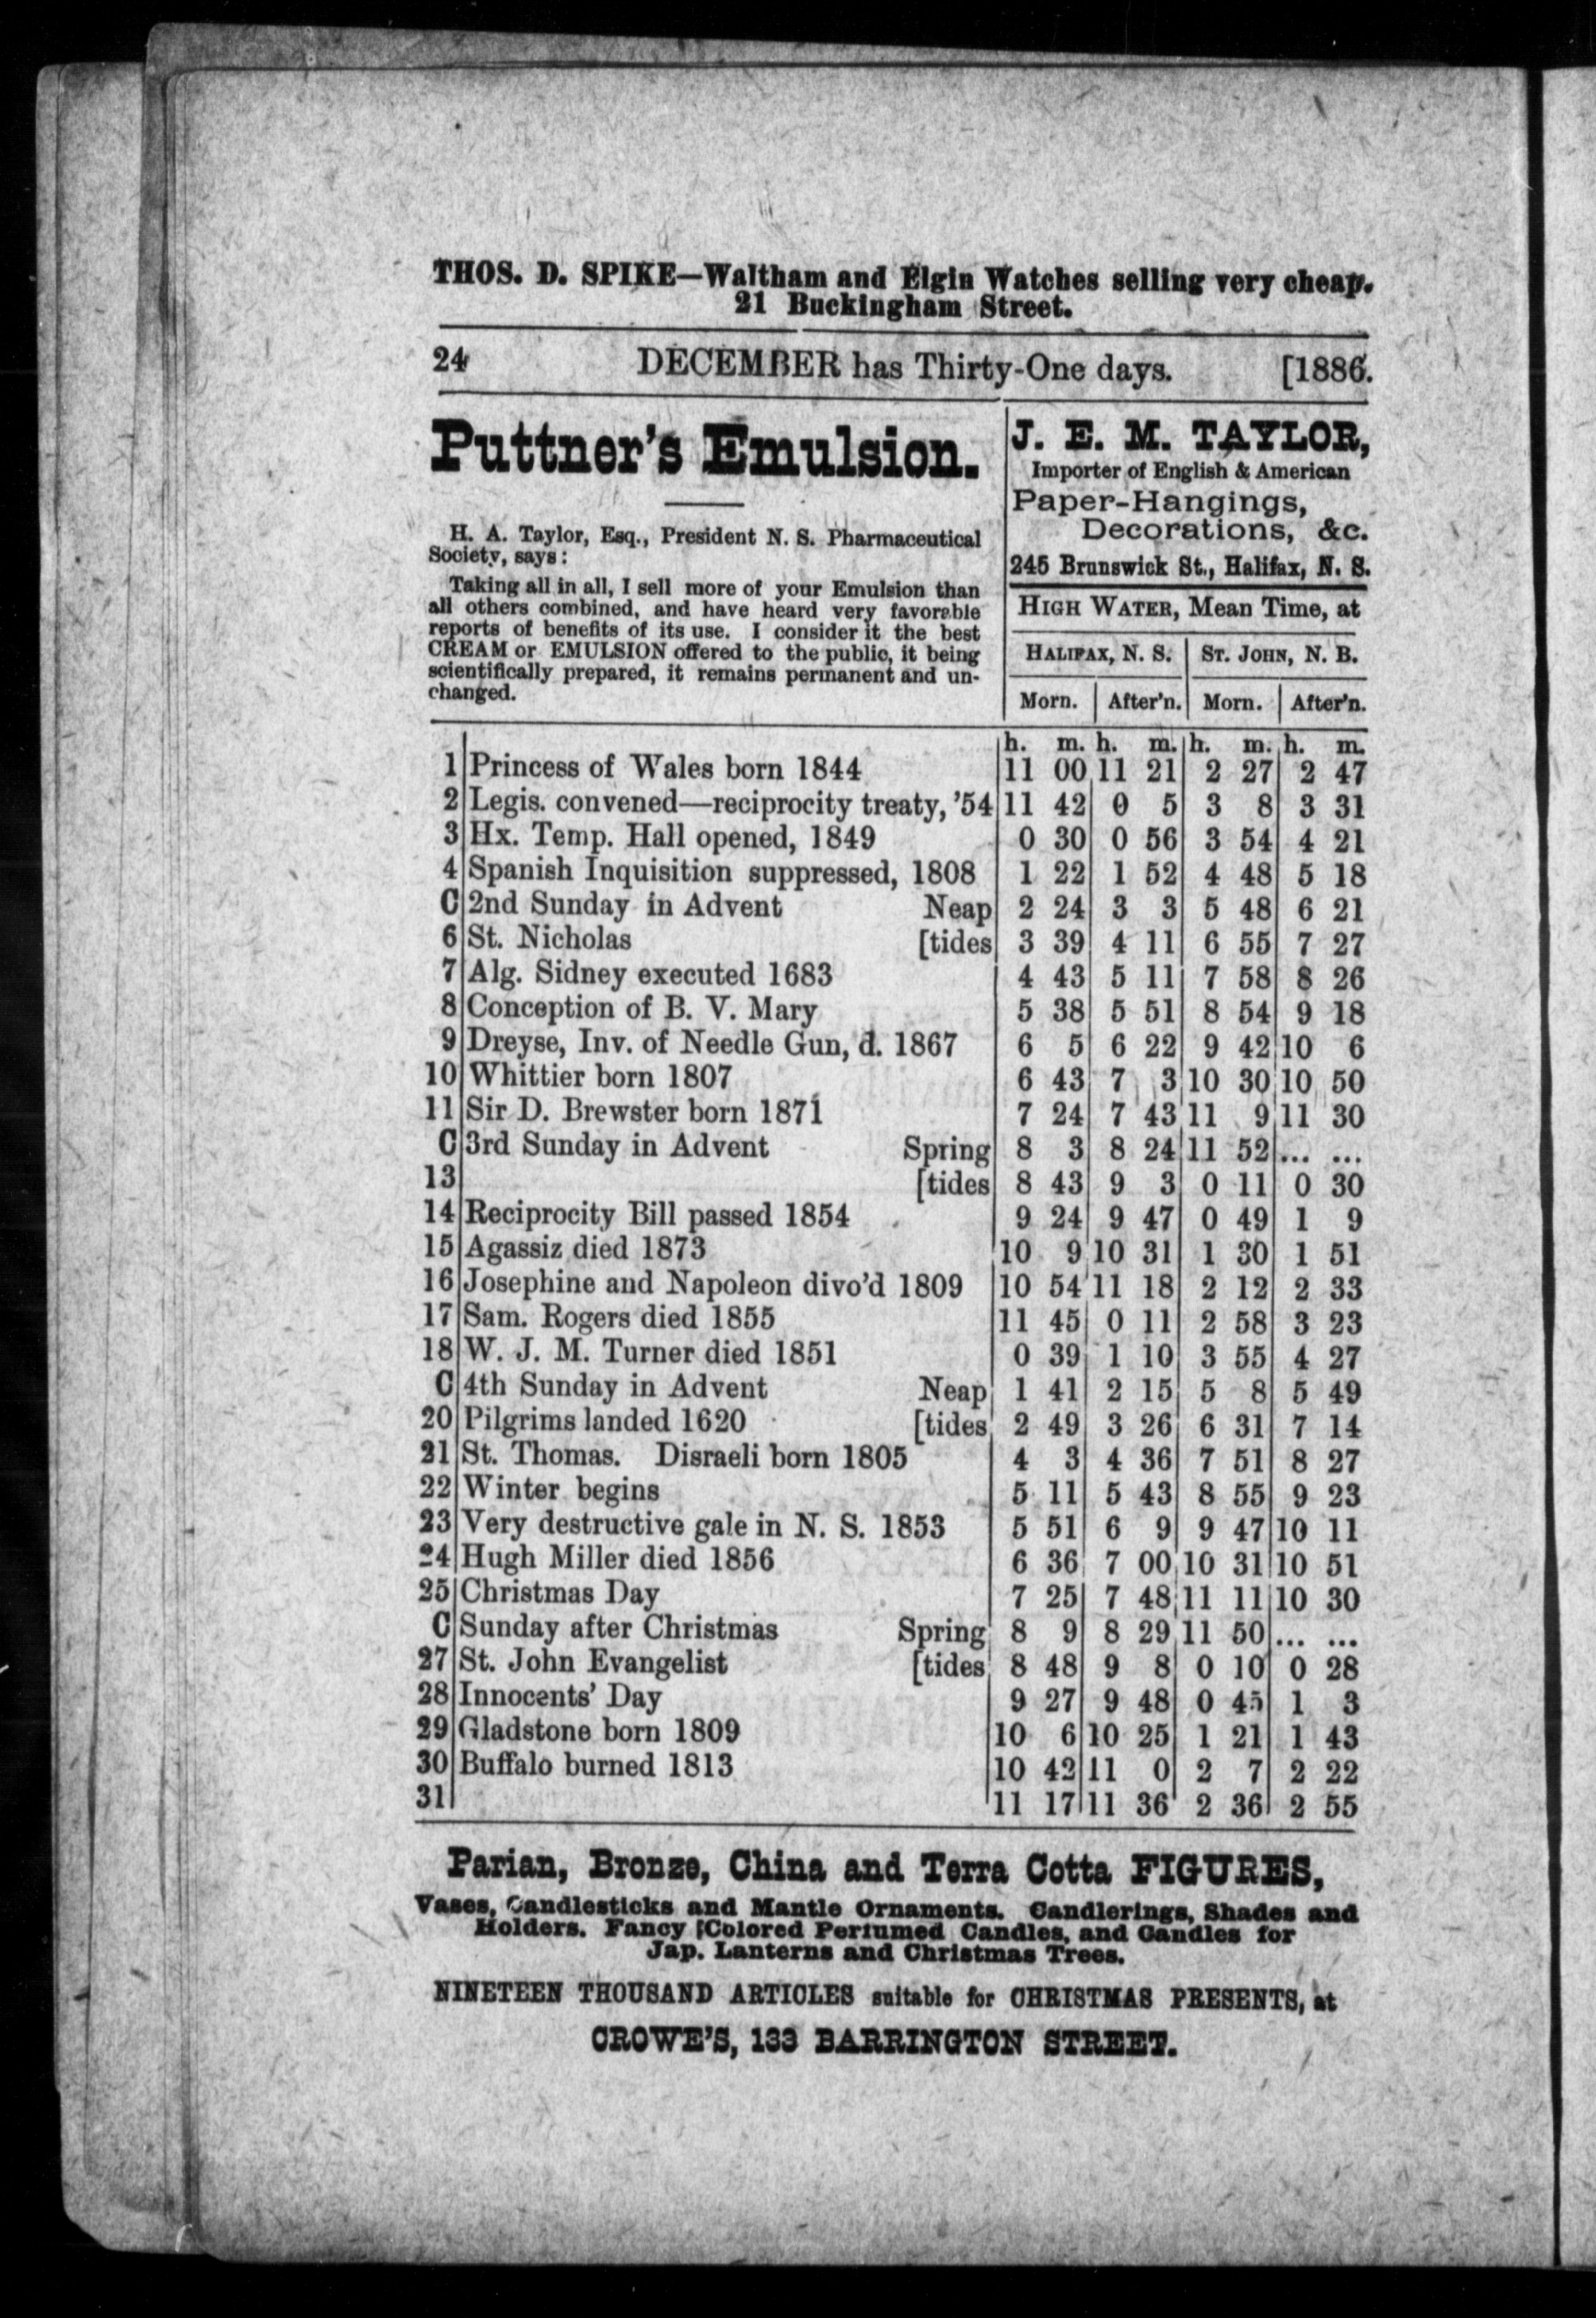 THOS. D. SPIKE—Waltham and Elgin Watches selling very cheap.
21 Buckingham Street.
24 DECEMBER has Thirty-One days. [1886.
Puttner's Emulsion.
H. A. Taylor, Esq., President N. S. Pharmaceutical
Society, says:
Taking all in all, I sell more of your Emulsion than
all others combined, and have heard very favorable
reports of benefits of its use. I consider it the best
CREAM or EMULSION offered to the public, it being
scientifically prepared, it remains permanent and un-
changed.
J. E. M. TAYLOR,
Importer of English & American
Paper-Hangings,
Decorations, &c.
245 Brunswick St., Halifax, N. S.
HIGH WATER, Mean Time, at
HALIFAX, N. S. ST. JOHN, N. B.
Morn. After'n. Morn. After'n.
h. m. h. m. h. m. h. m.
1 Princess of Wales born 1844 11 00 11 21 2 27 2 47
2 Legis. convened—reciprocity treaty, '54 11 42 0 5 3 8 3 31
3 Hx. Temp. Hall opened, 1849 0 30 0 56 3 54 4 21
4 Spanish Inquisition suppressed, 1808 1 22 1 52 4 48 5 18
C 2nd Sunday in Advent Neap 2 24 3 3 5 48 6 21
6 St. Nicholas [tides 3 39 4 11 6 55 7 27
7 Alg. Sidney executed 1683 4 43 5 11 7 58 8 26
8 Conception of B. V. Mary 5 38 5 51 8 54 9 18
9 Dreyse, Inv. of Needle Gun, d. 1867 6 5 6 22 9 42 10 6
10 Whittier born 1807 6 43 7 3 10 30 10 50
11 Sir D. Brewster born 1871 7 24 7 43 11 9 11 30
C 3rd Sunday in Advent Spring 8 3 8 24 11 52 ... ...
13 [tides 8 43 9 3 0 11 0 30
14 Reciprocity Bill passed 1854 9 24 9 47 0 49 1 9
15 Agassiz died 1873 10 9 10 31 1 30 1 51
16 Josephine and Napoleon divo'd 1809 10 54 11 18 2 12 2 33
17 Sam. Rogers died 1855 11 45 0 11 2 58 3 23
18 W. J. M. Turner died 1851 0 39 1 10 3 55 4 27
C 4th Sunday in Advent Neap 1 41 2 15 5 8 5 49
20 Pilgrims landed 1620 [tides 2 49 3 26 6 31 7 14
21 St. Thomas. Disraeli born 1805 4 3 4 36 7 51 8 27
22 Winter begins 5 11 5 43 8 55 9 23
23 Very destructive gale in N. S. 1853 5 51 6 9 9 47 10 11
24 Hugh Miller died 1856 6 36 7 00 10 31 10 51
25 Christmas Day 7 25 7 48 11 11 10 30
C Sunday after Christmas Spring 8 9 8 29 11 50 ... ...
27 St. John Evangelist [tides 8 48 9 8 0 10 0 28
28 Innocents' Day 9 27 9 48 0 45 1 3
29 Gladstone born 1809 10 6 10 25 1 21 1 43
30 Buffalo burned 1813 10 42 11 0 2 7 2 22
31 11 17 11 36 2 36 2 55
Parian, Bronze, China and Terra Cotta FIGURES,
Vases, Candlesticks and Mantle Ornaments. Candlerings, Shades and
Holders. Fancy [Colored Perfumed Candles, and Candles for
Jap. Lanterns and Christmas Trees.
NINETEEN THOUSAND ARTICLES suitable for CHRISTMAS PRESENTS, at
CROWE'S, 133 BARRINGTON STREET.